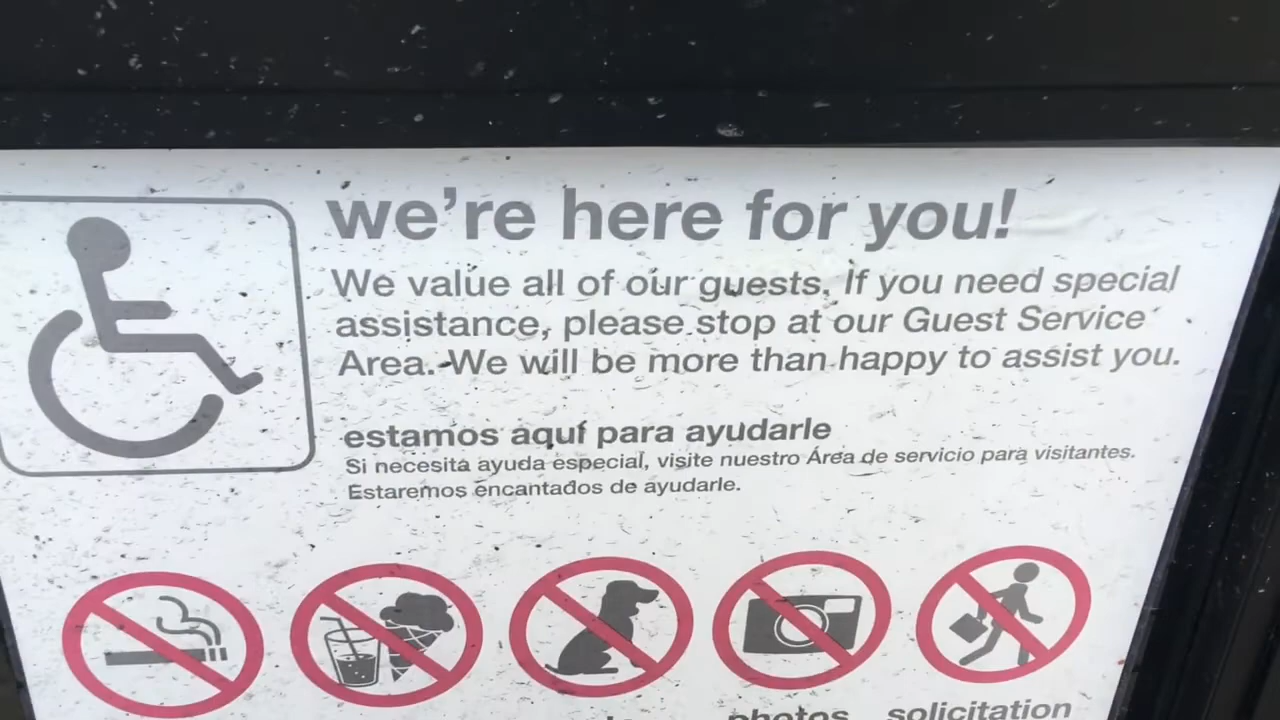 we're here for you!
We value all of our guests. If you need special
assistance, please stop at our Guest Service
Area. We will be more than happy to assist you.
estamos aquí para ayudarle
Si necesita ayuda especial, visite nuestro Área de servicio para visitantes.
Estaremos encantados de ayudarle.
photos solicitation